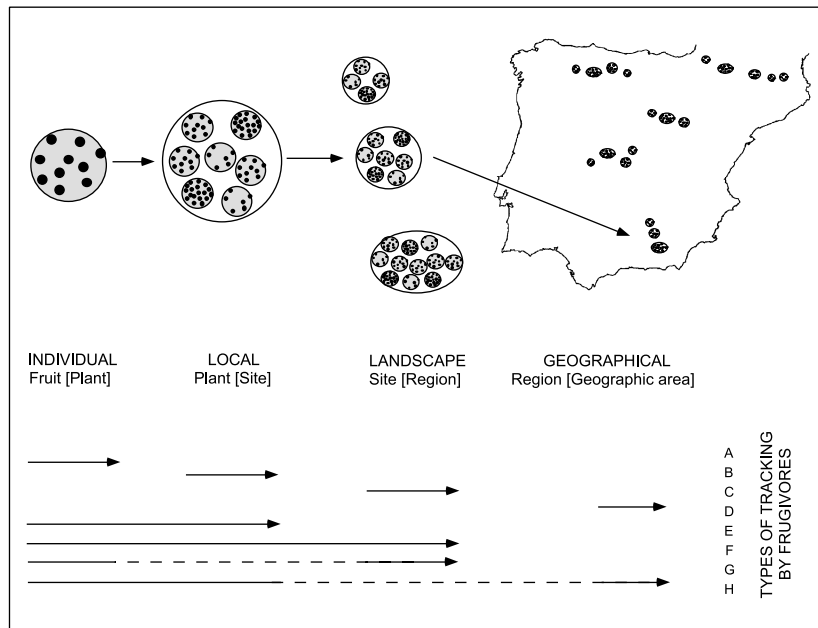 INDIVIDUAL
Fruit [Plant]
LOCAL
Plant [Site]
LANDSCAPE
Site [Region]
GEOGRAPHICAL
Region [Geographic area]
A
B
C
D
E
F
G
H
TYPES OF TRACKING
BY FRUGIVORES